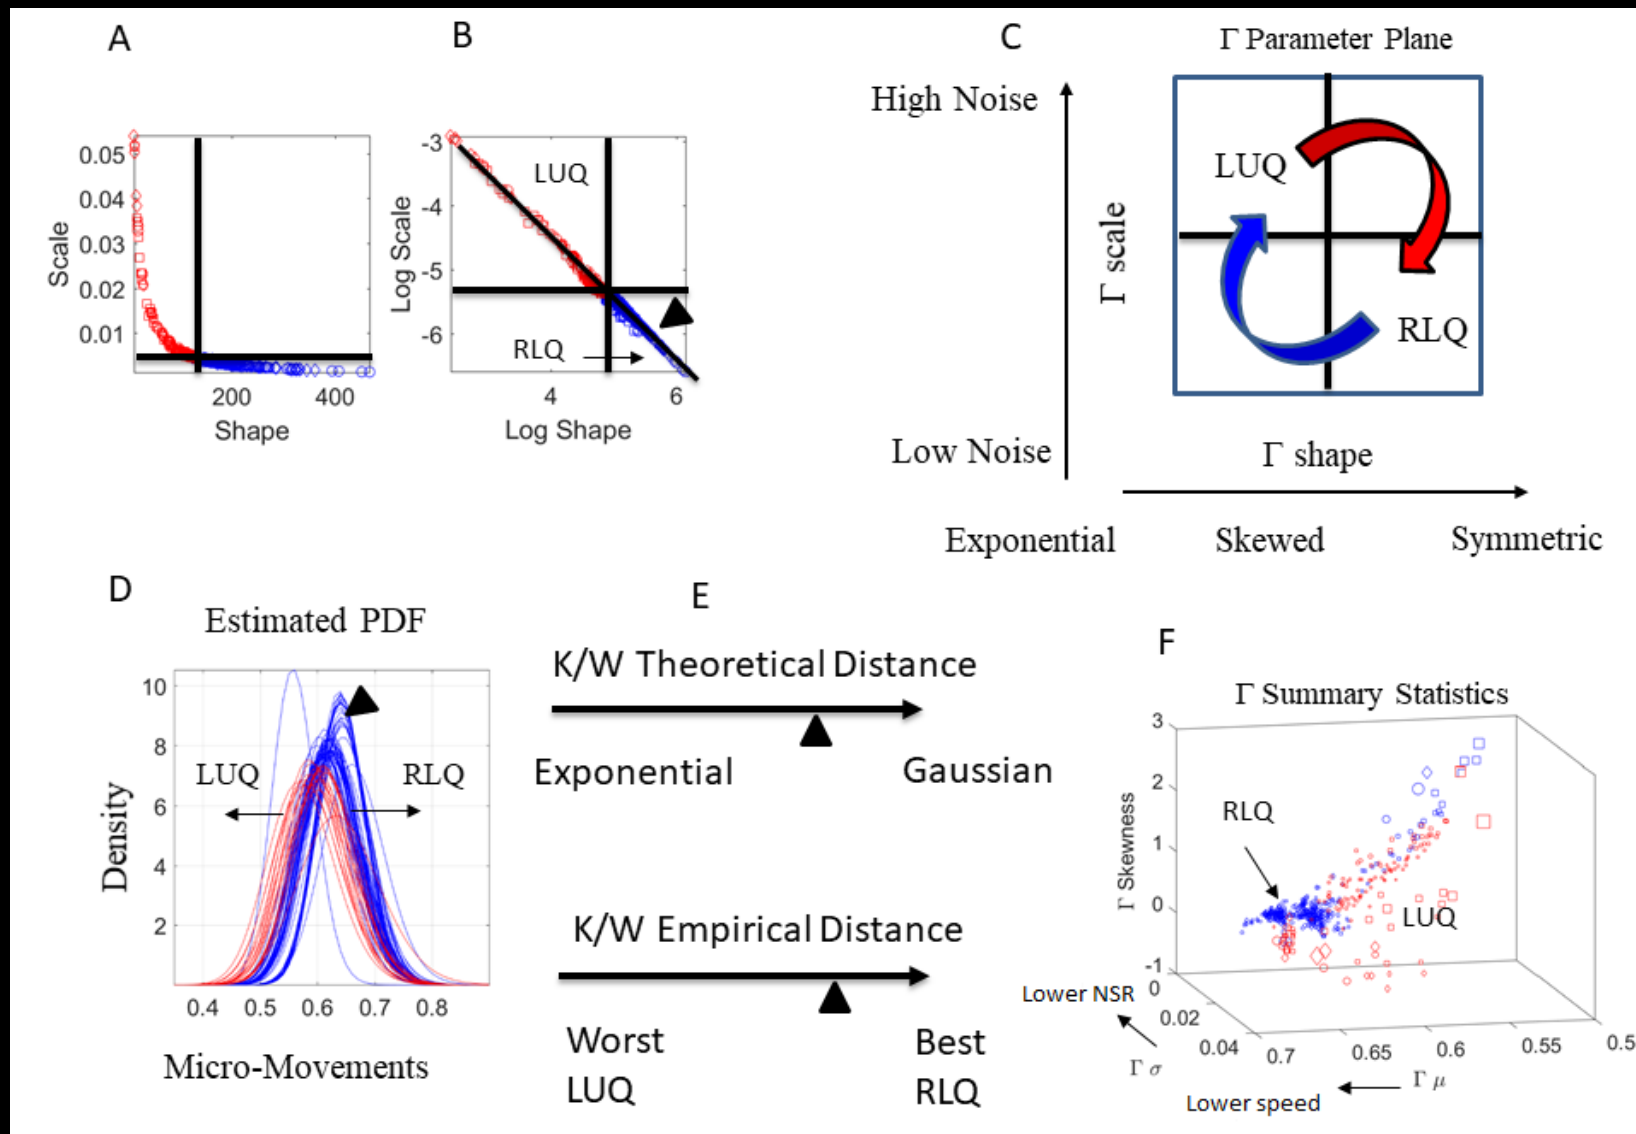 A
0.05
0.04
0.03
0.02
0.01
Scale
200
400
Shape
B
-3
-4
-5
-6
Log Scale
LUQ
RLQ
4
6
Log Shape
C
Γ Parameter Plane
High Noise
Low Noise
Γ scale
LUQ
RLQ
Γ shape
Exponential
Skewed
Symmetric
D
Estimated PDF
10
8
6
4
2
Density
LUQ
RLQ
0.4
0.5
0.6
0.7
0.8
Micro-Movements
E
K/W Theoretical Distance
Exponential
Gaussian
K/W Empirical Distance
Worst
Best
LUQ
RLQ
F
Γ Summary Statistics
3
2
1
0
-1
Γ Skewness
RLQ
LUQ
0
0.02
0.04
Lower NSR
Γ σ
0.7
0.65
0.6
0.55
0.5
Γ μ
Lower speed